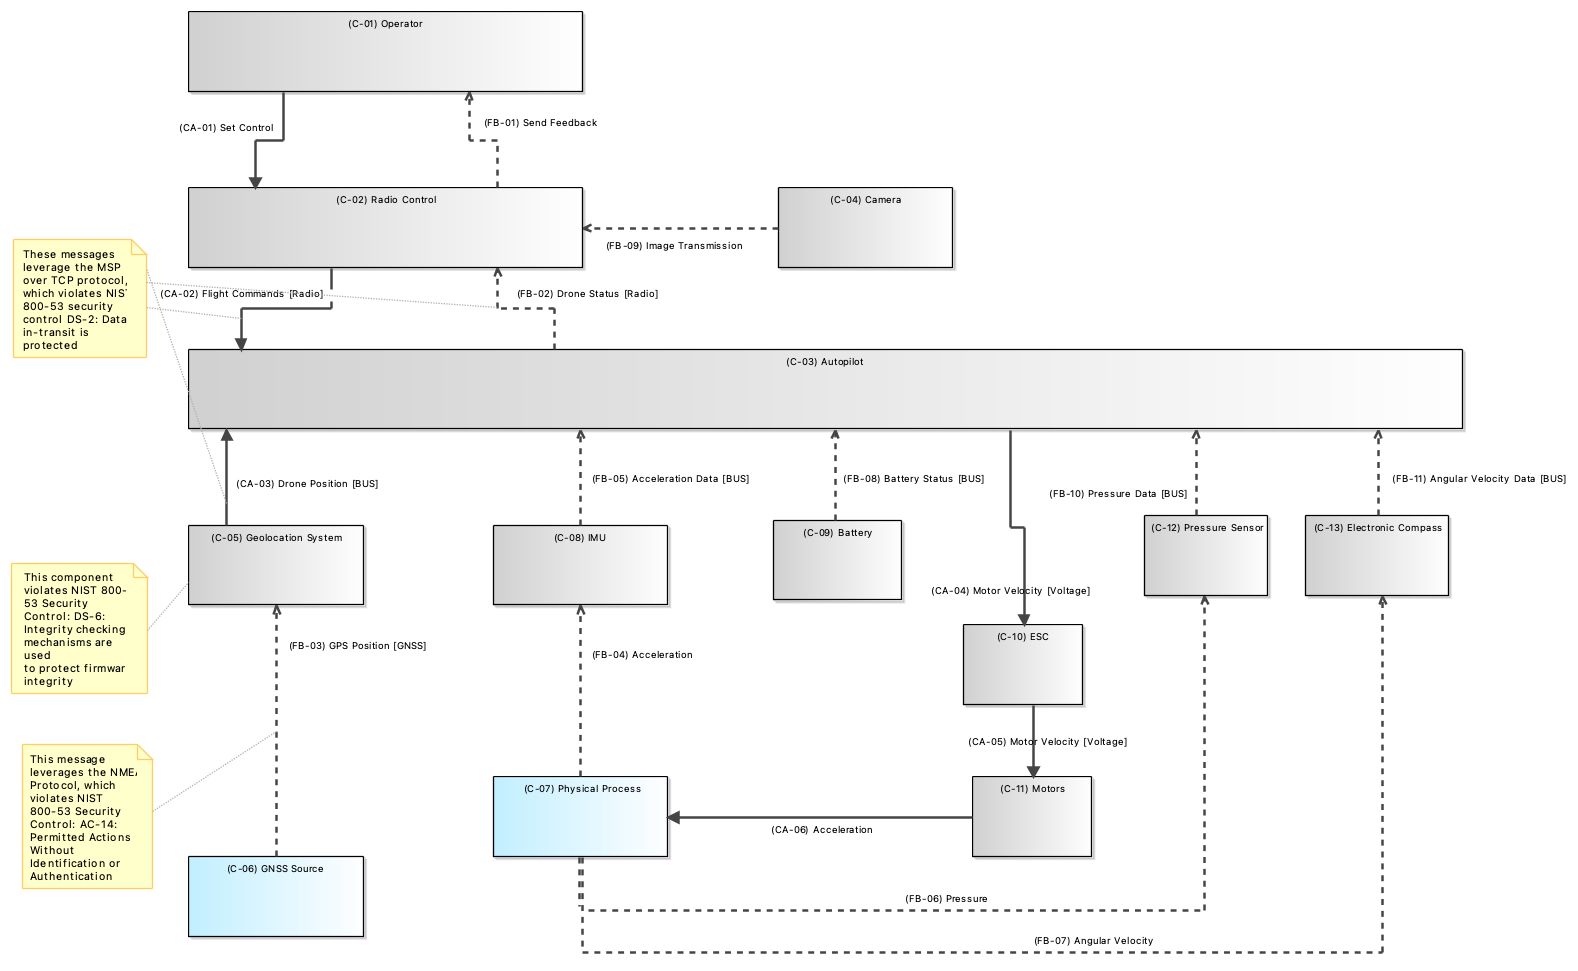 (C-01) Operator
(CA-01) Set Control
(FB-01) Send Feedback
(C-02) Radio Control
(C-04) Camera
(FB-09) Image Transmission
These messages
leverage the MSP
over TCP protocol,
which violates NIS
800-53 security
control DS-2: Data
in-transit is
protected
(CA-02) Flight Commands [Radio]
(FB-02) Drone Status [Radio]
(C-03) Autopilot
(CA-03) Drone Position [BUS]
(FB-05) Acceleration Data [BUS]
(FB-08) Battery Status [BUS]
(FB-10) Pressure Data [BUS]
(FB-11) Angular Velocity Data [BUS]
(C-05) Geolocation System
(C-08) IMU
(C-09) Battery
(C-12) Pressure Sensor
(C-13) Electronic Compass
This component
violates NIST 800-
53 Security
Control: DS-6:
Integrity checking
mechanisms are
used
to protect firmwar
integrity
(CA-04) Motor Velocity [Voltage]
(C-10) ESC
(FB-03) GPS Position [GNSS]
(FB-04) Acceleration
(CA-05) Motor Velocity [Voltage]
This message
leverages the NME
Protocol, which
violates NIST
800-53 Security
Control: AC-14:
Permitted Actions
Without
Identification or
Authentication
(C-07) Physical Process
(C-11) Motors
(CA-06) Acceleration
(C-06) GNSS Source
(FB-06) Pressure
(FB-07) Angular Velocity